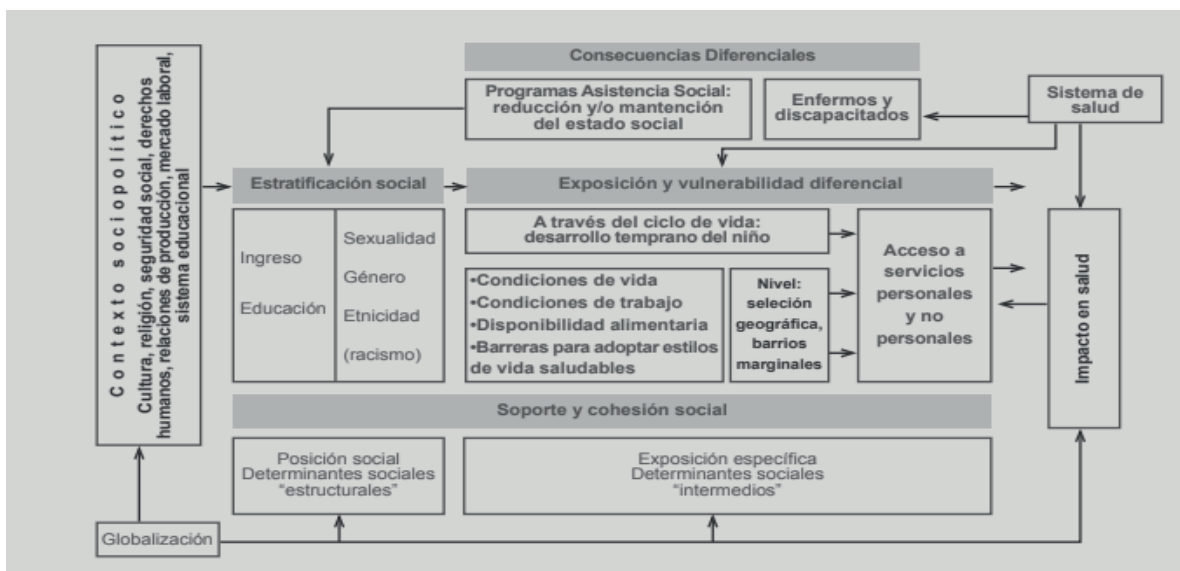 Contexto sociopolítico
Cultura, religión, seguridad social, derechos
humanos, relaciones de producción, mercado laboral,
sistema educacional
Consecuencias Diferenciales
Programas Asistencia Social:
reducción y/o mantención
del estado social
Enfermos y
discapacitados
Sistema de
salud
Estratificación social
Exposición y vulnerabilidad diferencial
Ingreso
Educación
Sexualidad
Género
Etnicidad
(racismo)
A través del ciclo de vida:
desarrollo temprano del niño
•Condiciones de vida
•Condiciones de trabajo
•Disponibilidad alimentaria
•Barreras para adoptar estilos
de vida saludables
Nivel:
seleción
geográfica,
barrios
marginales
Acceso a
servicios
personales
y no
personales
Impacto en salud
Soporte y cohesión social
Posición social
Determinantes sociales
“estructurales”
Exposición específica
Determinantes sociales
“intermedios”
Globalización